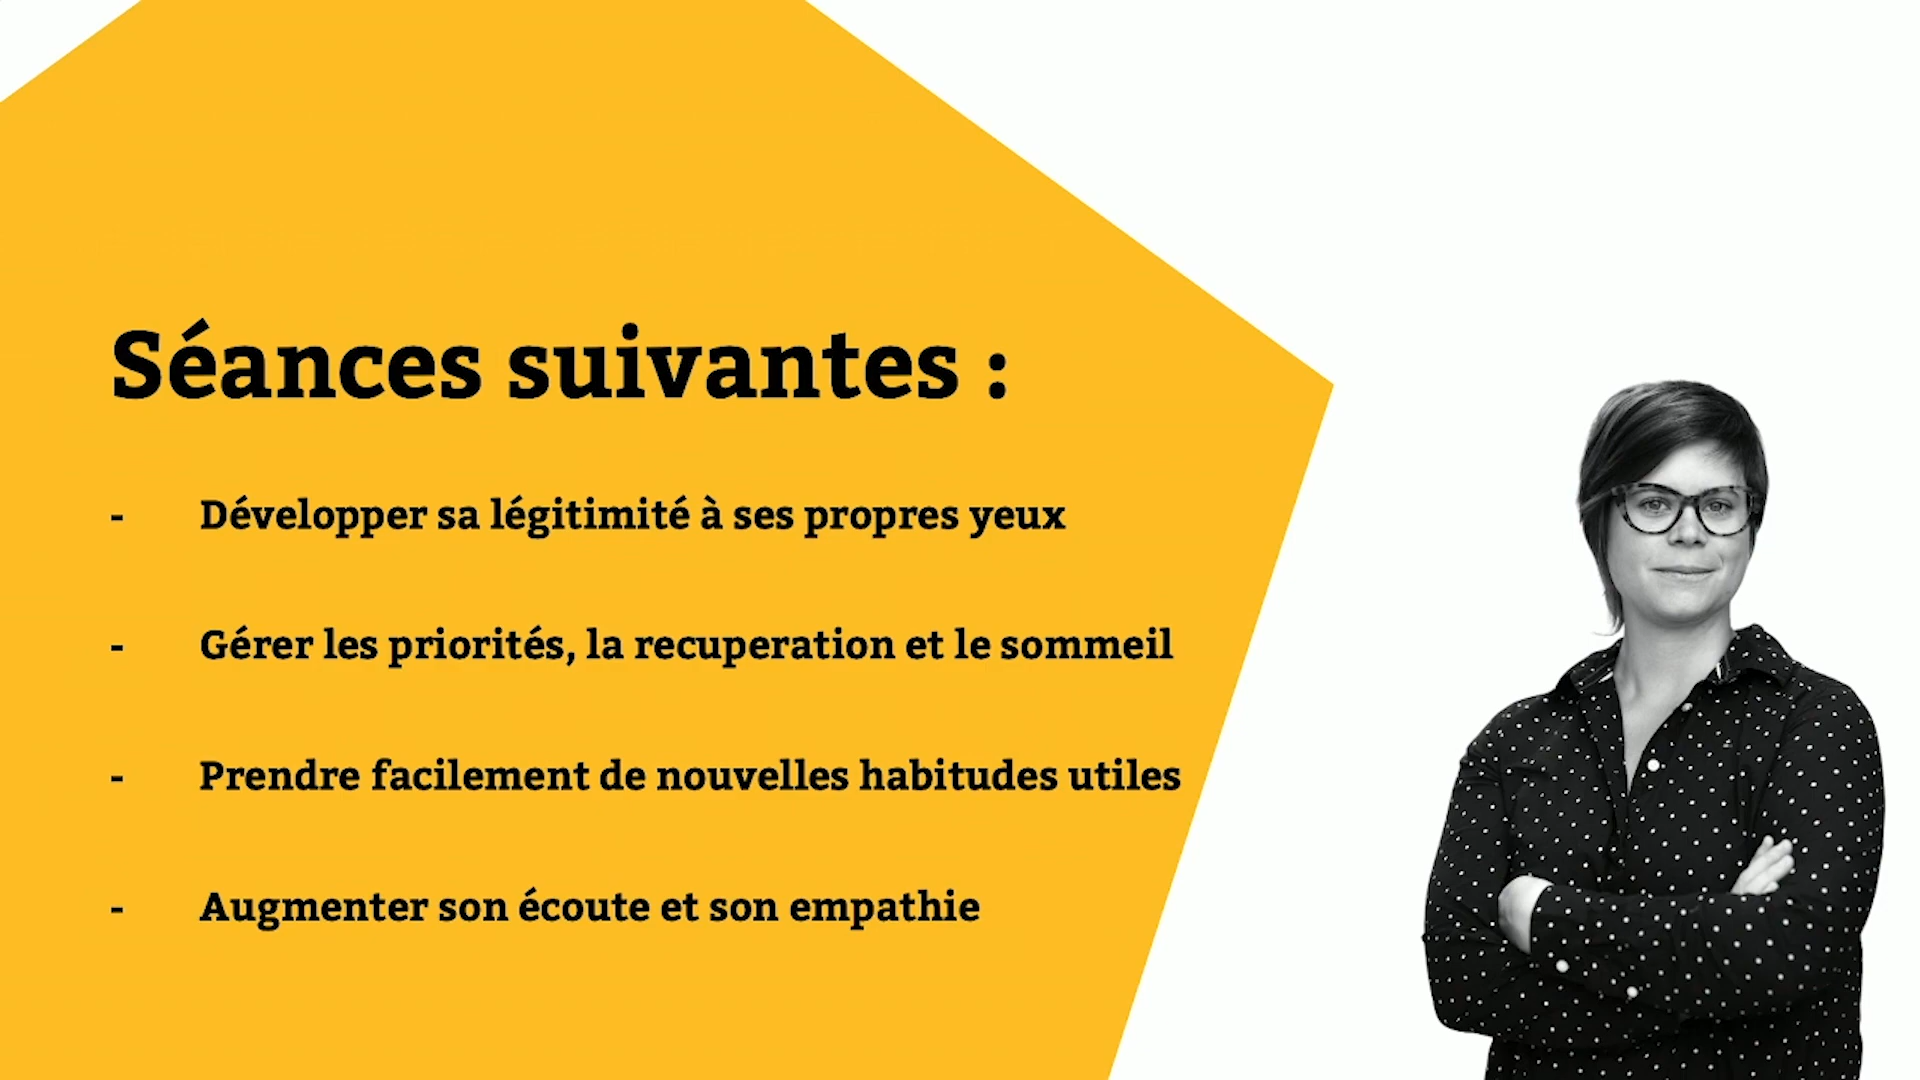 Séances suivantes :
- Développer sa légitimité à ses propres yeux
- Gérer les priorités, la recuperation et le sommeil
- Prendre facilement de nouvelles habitudes utiles
- Augmenter son écoute et son empathie